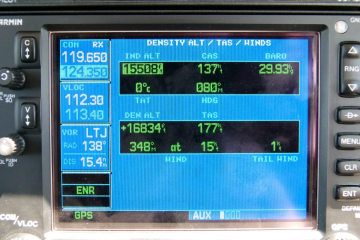 GARMIN
COM RX
119.650
124.350
VLOC
112.30
113.40
VOR LTJ
RAD 138°
DIS 15.4
ENR
GPS
DENSITY ALT / TAS / WINDS
IND ALT CAS BARO
15508 137 29.93
0°c 080
TAT HDG
DEN ALT TAS
+16834 177
348 at 15 1
WIND TAIL WIND
AUX
C
V
PUSH
COM/VLOC
RNG
MENU
CLR
ENT